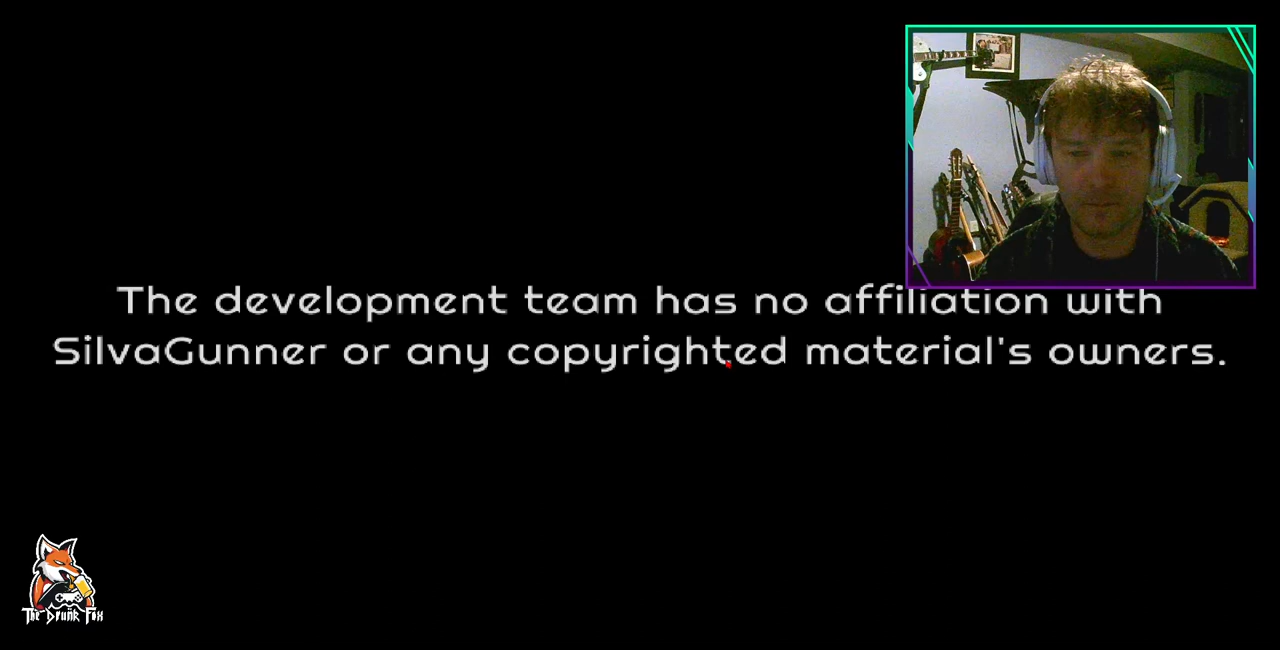 The development team has no affiliation with
SilvaGunner or any copyrighted material's owners.
The Drunk Fox